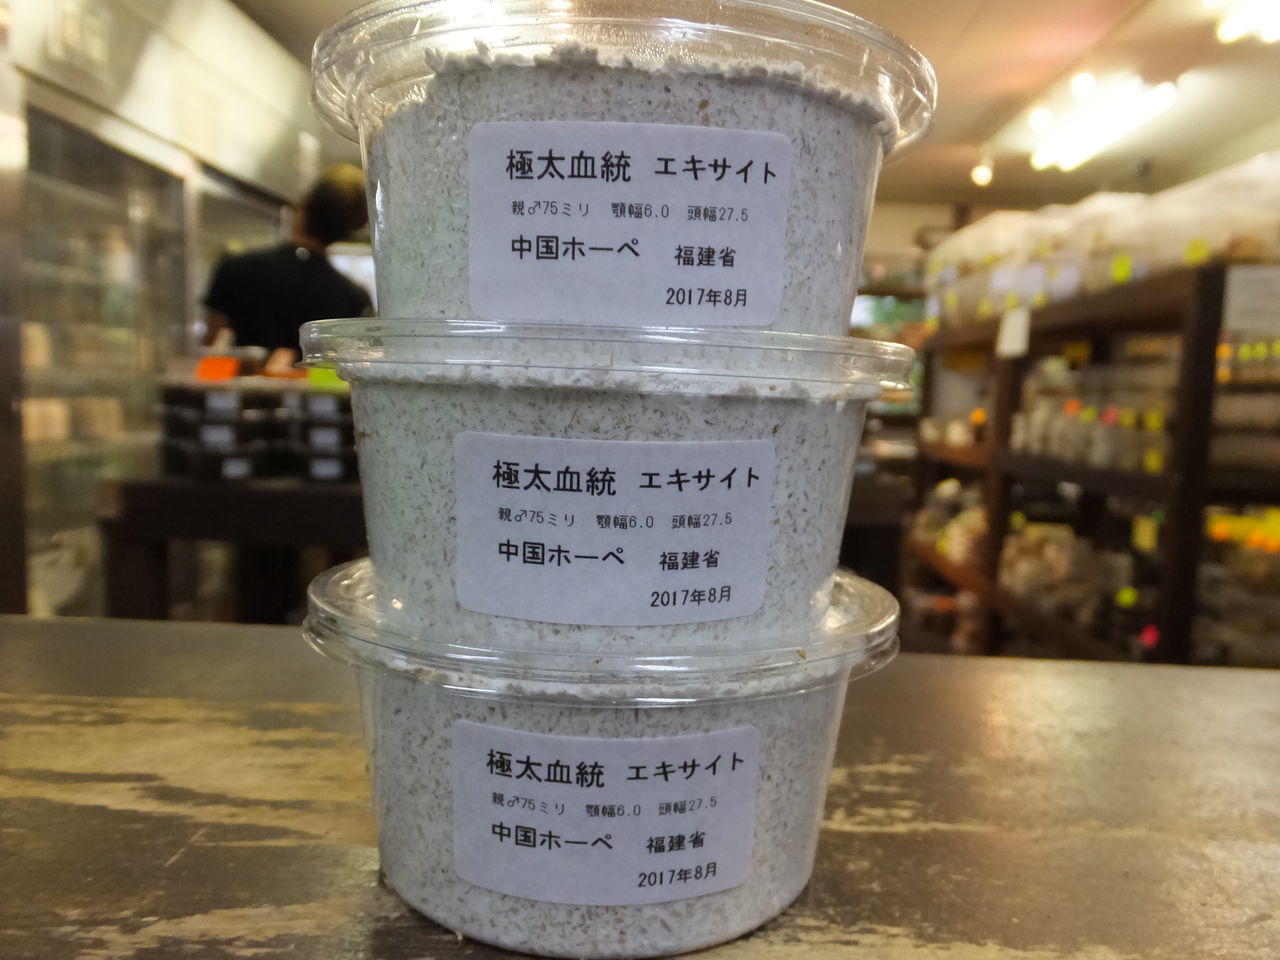 極太血統 エキサイト
親♂75ミリ 顎幅6.0 頭幅27.5
中国ホーペ 福建省
2017年8月
極太血統 エキサイト
親♂75ミリ 顎幅6.0 頭幅27.5
中国ホーペ 福建省
2017年8月
極太血統 エキサイト
親♂75ミリ 顎幅6.0 頭幅27.5
中国ホーペ 福建省
2017年8月